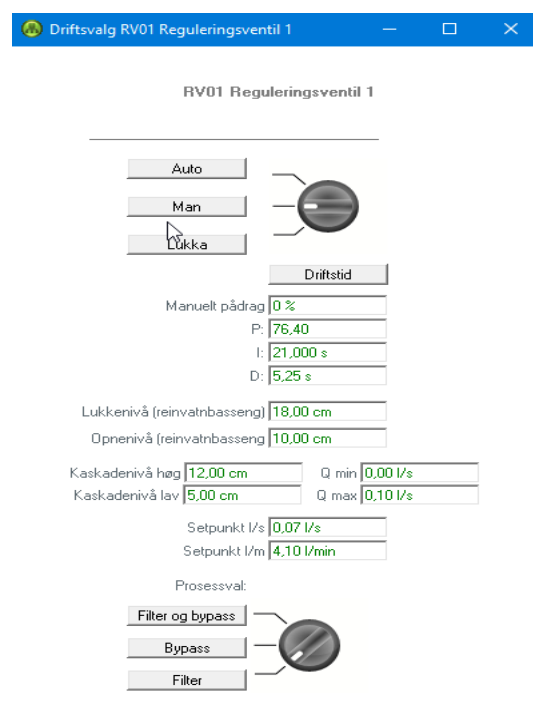 Driftsvalg RV01 Reguleringsventil 1
RV01 Reguleringsventil 1
Auto
Man
Lukka
Driftstid
Manuelt pådrag 0 %
P: 76,40
I: 21,000 s
D: 5,25 s
Lukkenivå (reinvatnbasseng) 18,00 cm
Opnenivå (reinvatnbasseng 10,00 cm
Kaskadenivå høg 12,00 cm Q min 0,00 l/s
Kaskadenivå lav 5,00 cm Q max 0,10 l/s
Setpunkt l/s 0,07 l/s
Setpunkt l/m 4,10 l/min
Prosessval:
Filter og bypass
Bypass
Filter